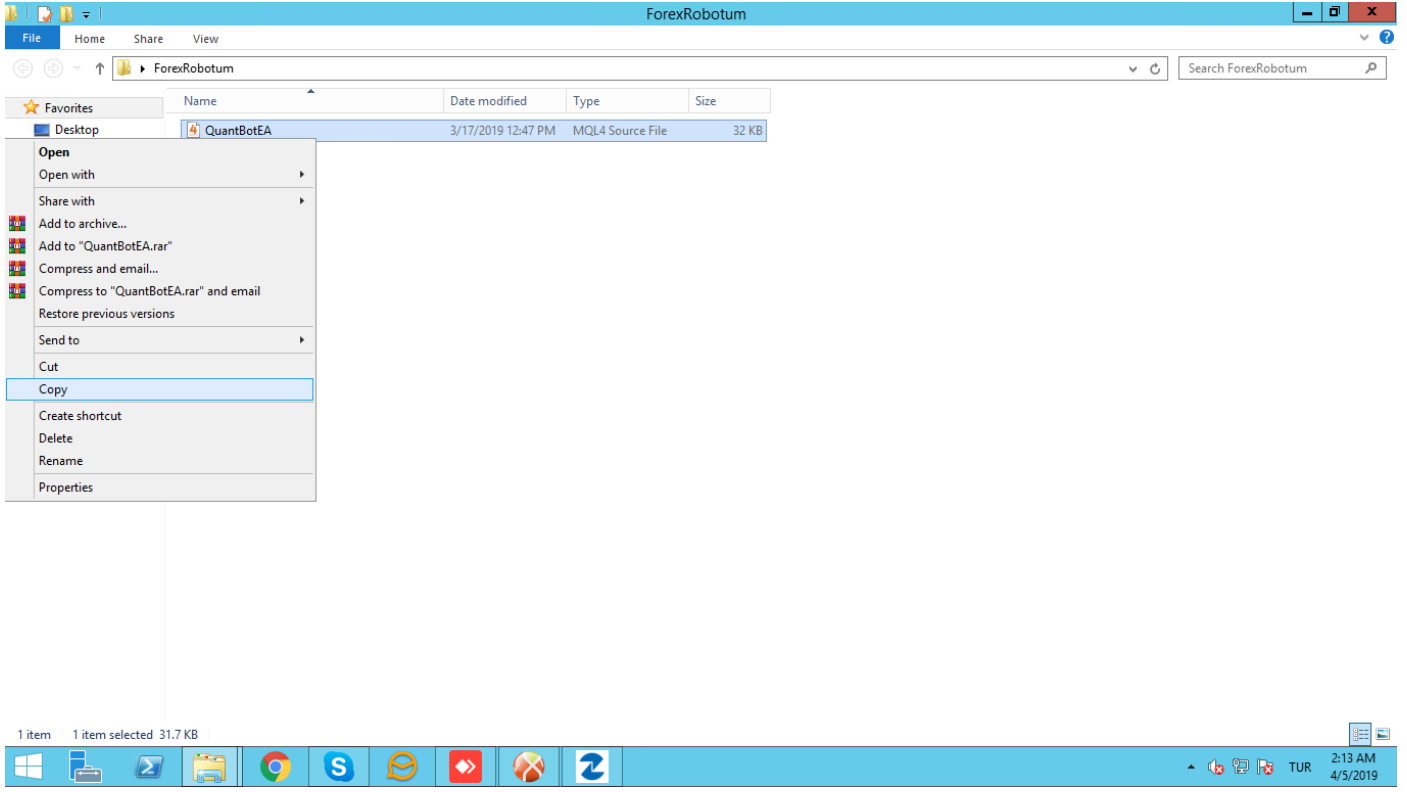 ForexRobotum
File Home Share View
ForexRobotum
Search ForexRobotum
Favorites
Name Date modified Type Size
Desktop
QuantBotEA 3/17/2019 12:47 PM MQL4 Source File 32 KB
Open
Open with
Share with
Add to archive...
Add to "QuantBotEA.rar"
Compress and email...
Compress to "QuantBotEA.rar" and email
Restore previous versions
Send to
Cut
Copy
Create shortcut
Delete
Rename
Properties
1 item 1 item selected 31.7 KB
TUR
2:13 AM
4/5/2019